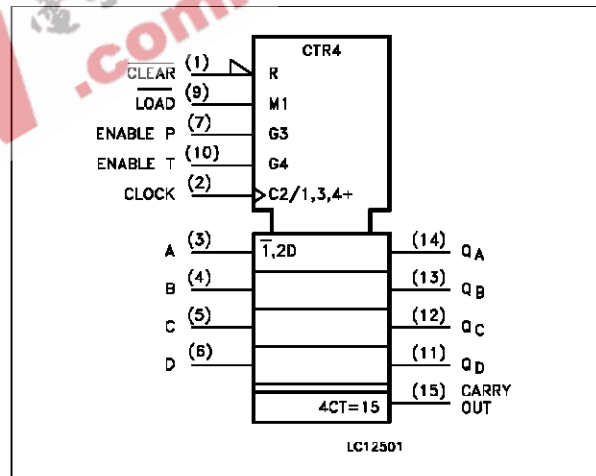 .com
CTR4
CLEAR (1) R
LOAD (9) M1
ENABLE P (7) G3
ENABLE T (10) G4
CLOCK (2) C2/1,3,4+
A (3) 1,2D (14) QA
B (4) (13) QB
C (5) (12) QC
D (6) (11) QD
4CT=15 (15) CARRY OUT
LC12501